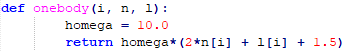 def onebody(i, n, l):
        homega = 10.0
        return homega*(2*n[i] + l[i] + 1.5)